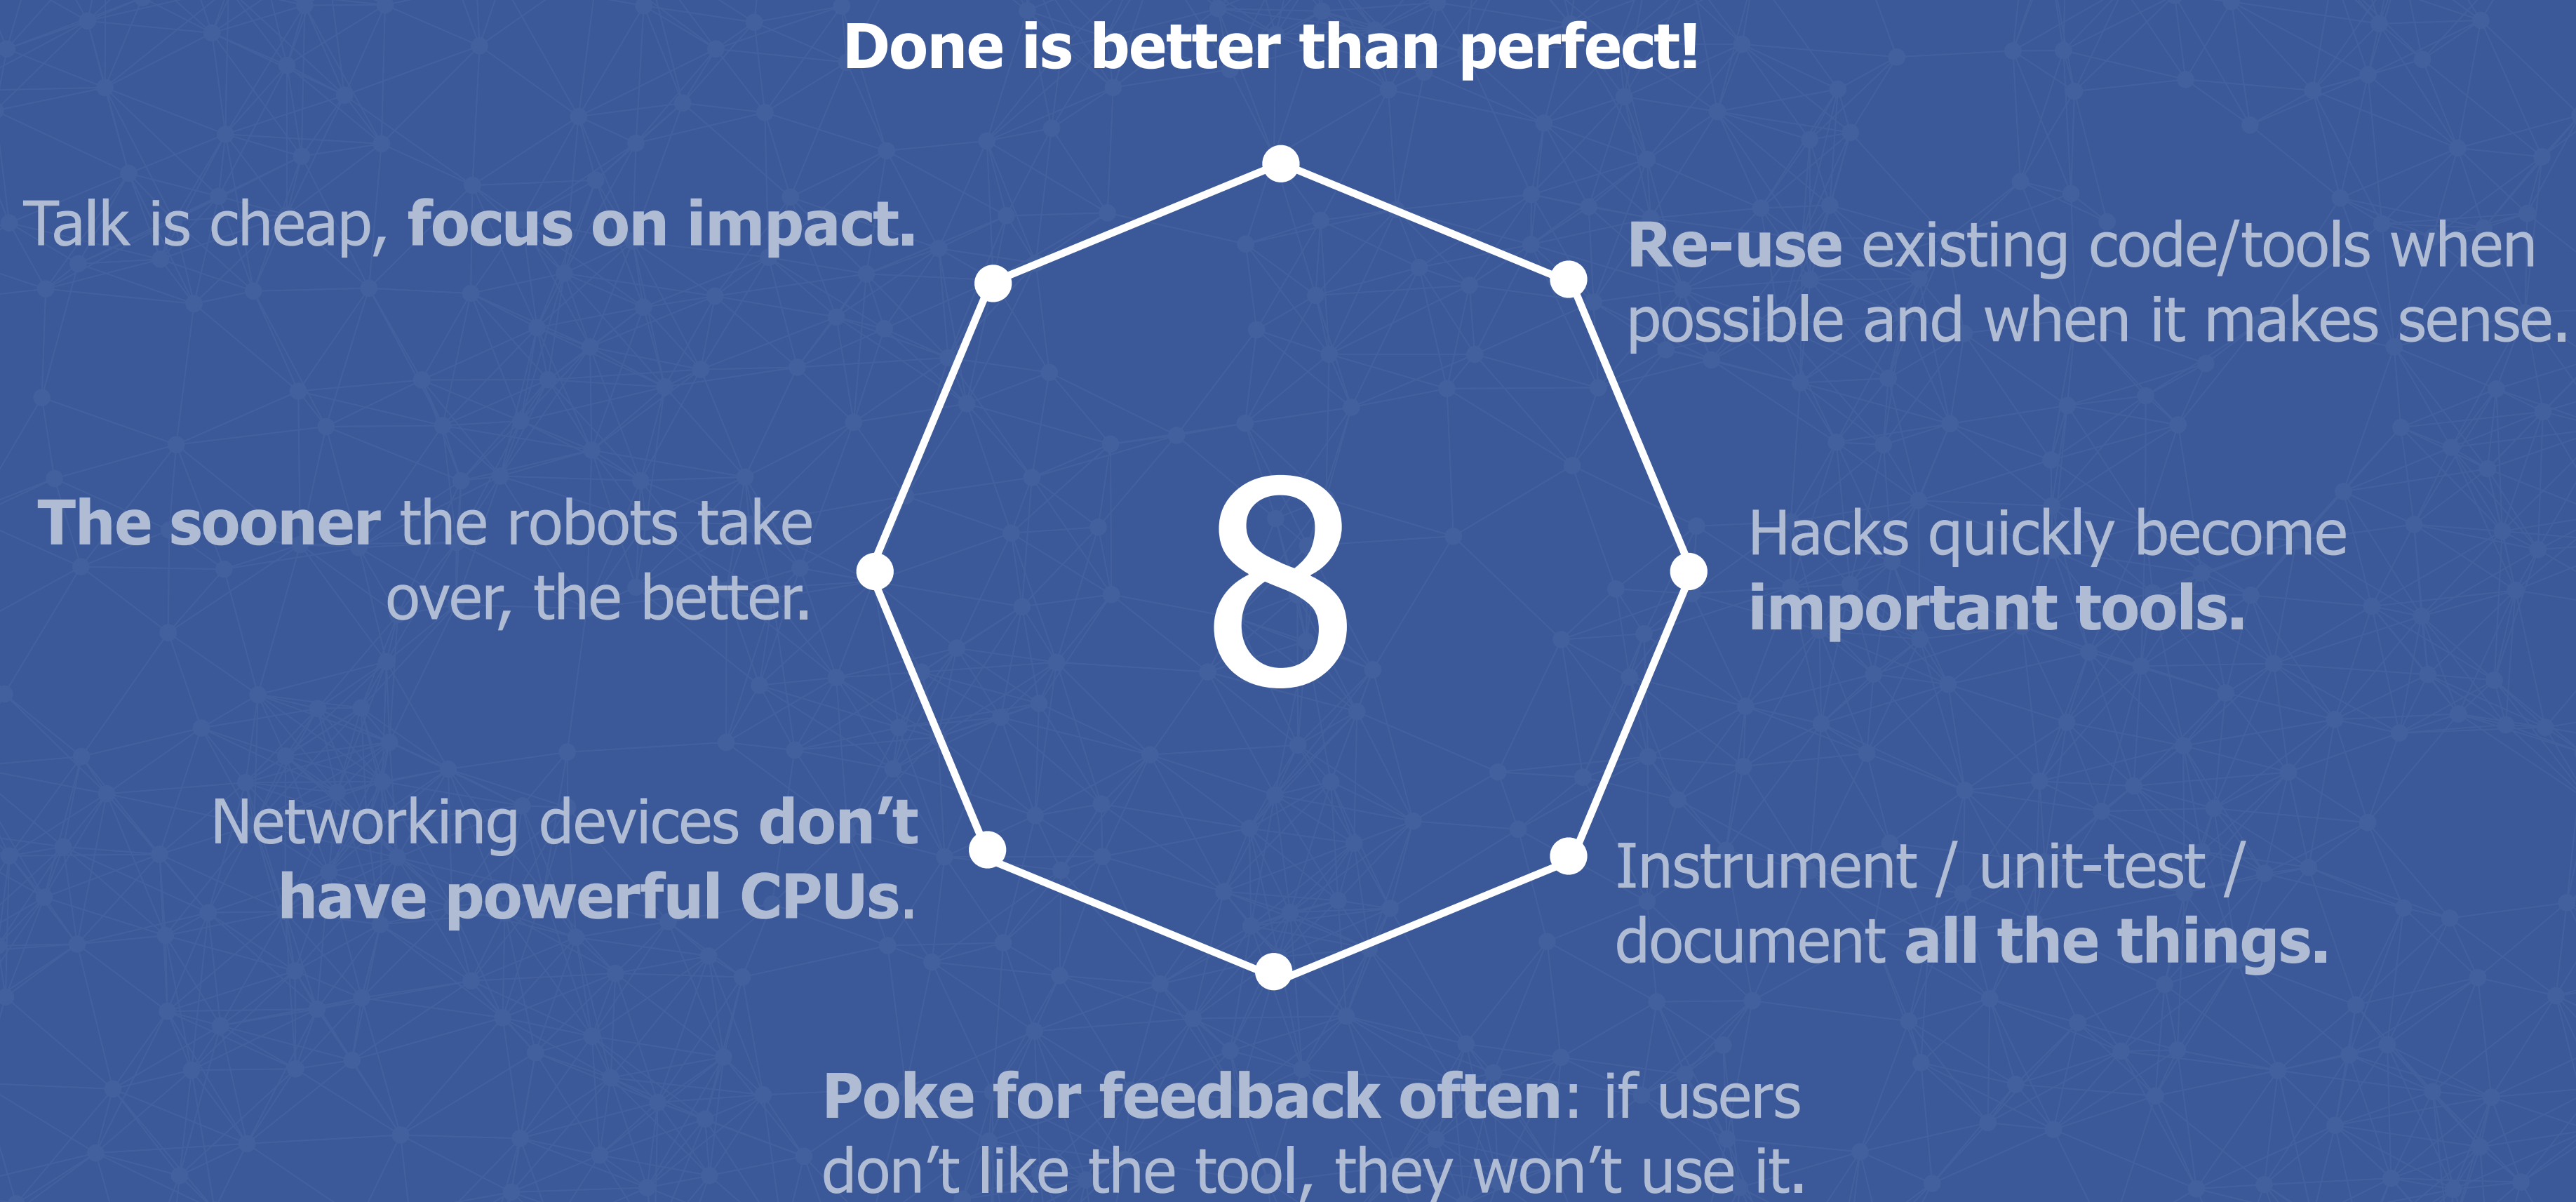 Done is better than perfect!
Talk is cheap, focus on impact.
Re-use existing code/tools when
possible and when it makes sense.
The sooner the robots take
over, the better.
8
Hacks quickly become
important tools.
Networking devices don’t
have powerful CPUs.
Instrument / unit-test /
document all the things.
Poke for feedback often: if users
don’t like the tool, they won’t use it.